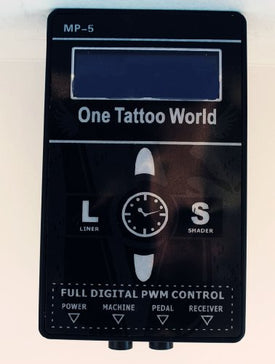 MP-5
One Tattoo World
L S
LINER SHADER
FULL DIGITAL PWM CONTROL
POWER MACHINE PEDAL RECEIVER